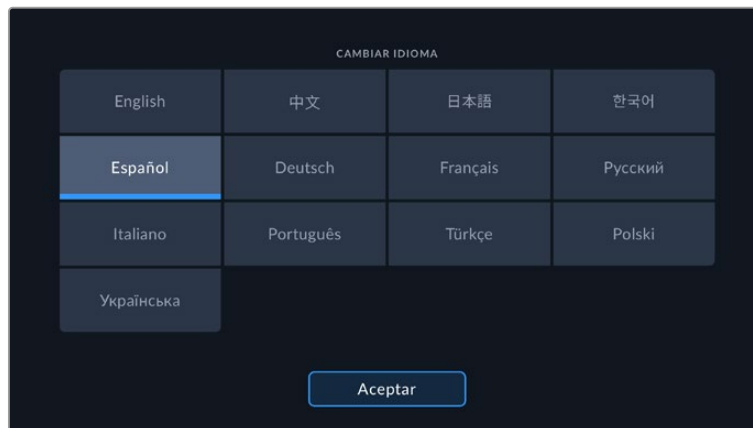 CAMBIAR IDIOMA
English 中文 日本語 한국어
Español Deutsch Français Русский
Italiano Português Türkçe Polski
Українська
Aceptar